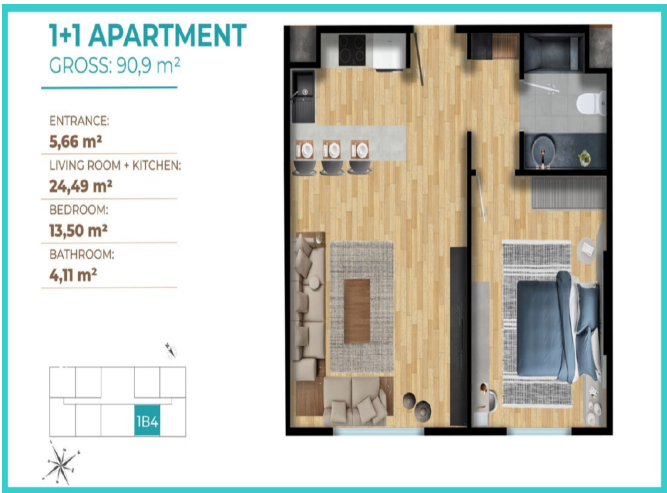 1+1 APARTMENT
GROSS: 90,9 m²
ENTRANCE:
5,66 m²
LIVING ROOM + KITCHEN:
24,49 m²
BEDROOM:
13,50 m²
BATHROOM:
4,11 m²
1B4